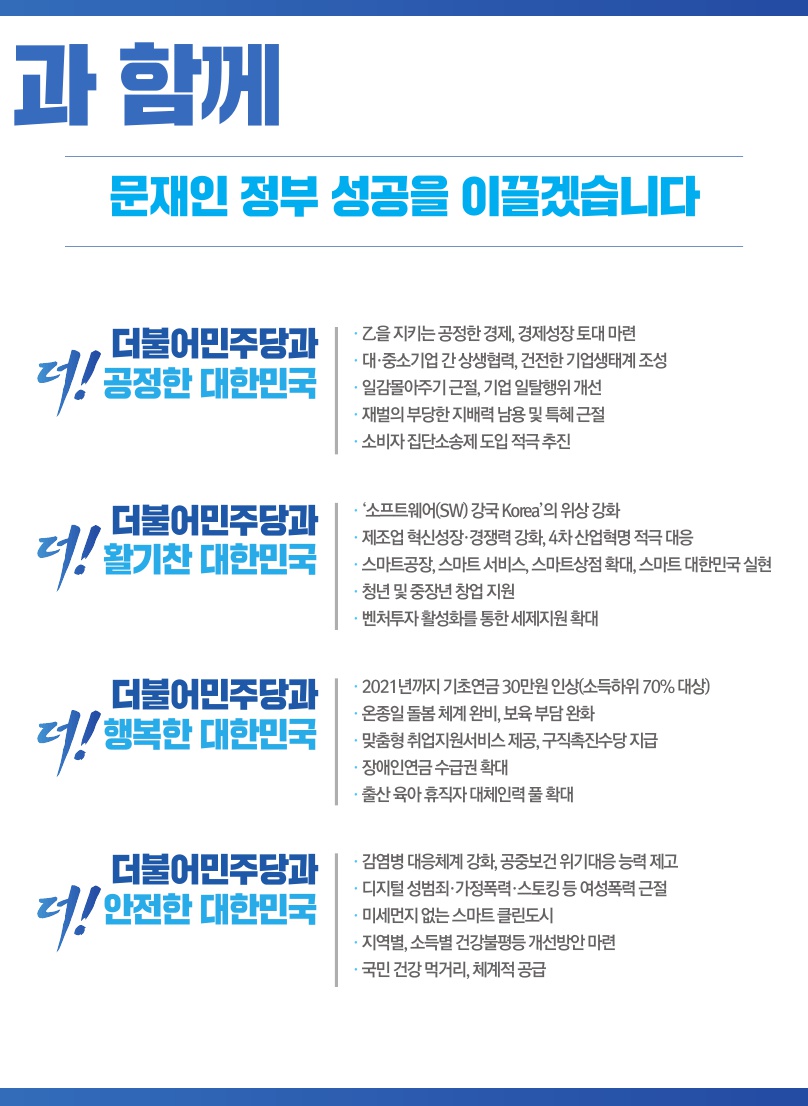 과 함께
문재인 정부 성공을 이끌겠습니다
더불어민주당과
더! 공정한 대한민국
· 乙을 지키는 공정한 경제, 경제성장 토대 마련
· 대·중소기업 간 상생협력, 건전한 기업생태계 조성
· 일감몰아주기 근절, 기업 일탈행위 개선
· 재벌의 부당한 지배력 남용 및 특혜 근절
· 소비자 집단소송제 도입 적극 추진
더불어민주당과
더! 활기찬 대한민국
· ‘소프트웨어(SW) 강국 Korea’의 위상 강화
· 제조업 혁신성장·경쟁력 강화, 4차 산업혁명 적극 대응
· 스마트공장, 스마트 서비스, 스마트상점 확대, 스마트 대한민국 실현
· 청년 및 중장년 창업 지원
· 벤처투자 활성화를 통한 세제지원 확대
더불어민주당과
더! 행복한 대한민국
· 2021년까지 기초연금 30만원 인상(소득하위 70% 대상)
· 온종일 돌봄 체계 완비, 보육 부담 완화
· 맞춤형 취업지원서비스 제공, 구직촉진수당 지급
· 장애인연금 수급권 확대
· 출산 육아 휴직자 대체인력 풀 확대
더불어민주당과
더! 안전한 대한민국
· 감염병 대응체계 강화, 공중보건 위기대응 능력 제고
· 디지털 성범죄·가정폭력·스토킹 등 여성폭력 근절
· 미세먼지 없는 스마트 클린도시
· 지역별, 소득별 건강불평등 개선방안 마련
· 국민 건강 먹거리, 체계적 공급